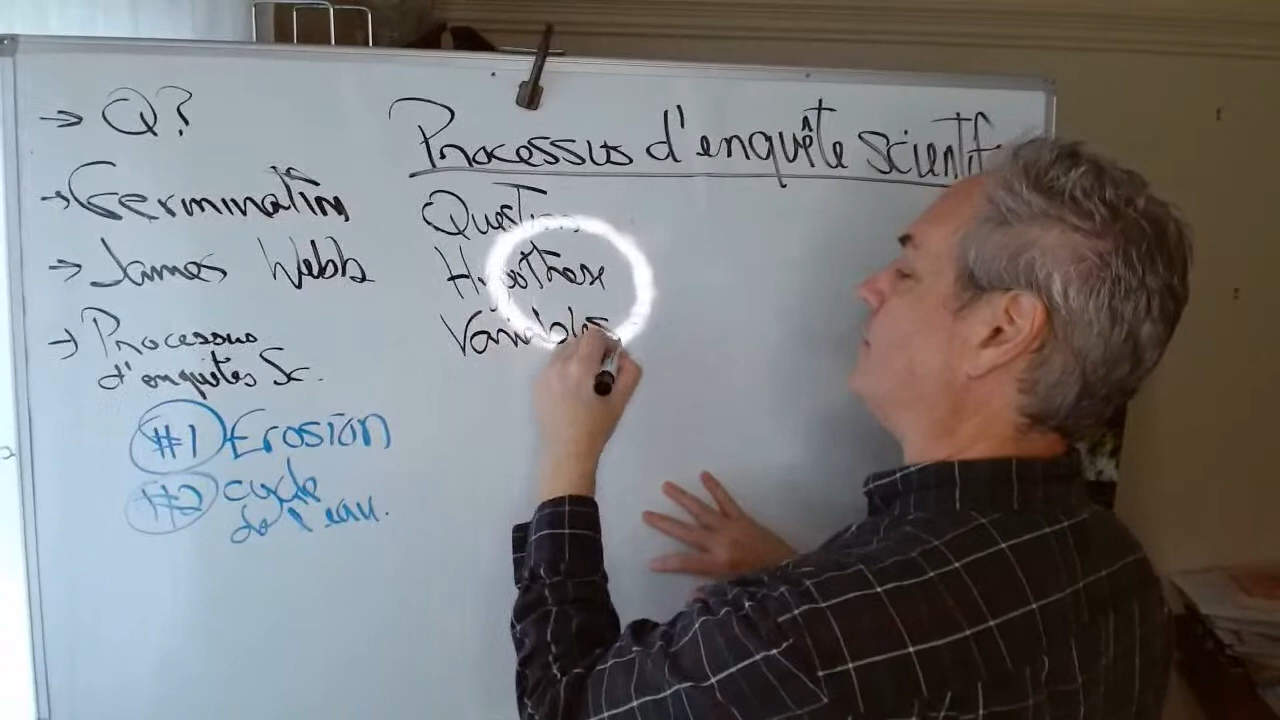 → Q?
→ Germination
→ James Webb
→ Processus
d'enquêtes Sc.
#1 Erosion
#2 cycle
de l'eau.
Processus d'enquête scientif
Question
Hypothèse
Variables